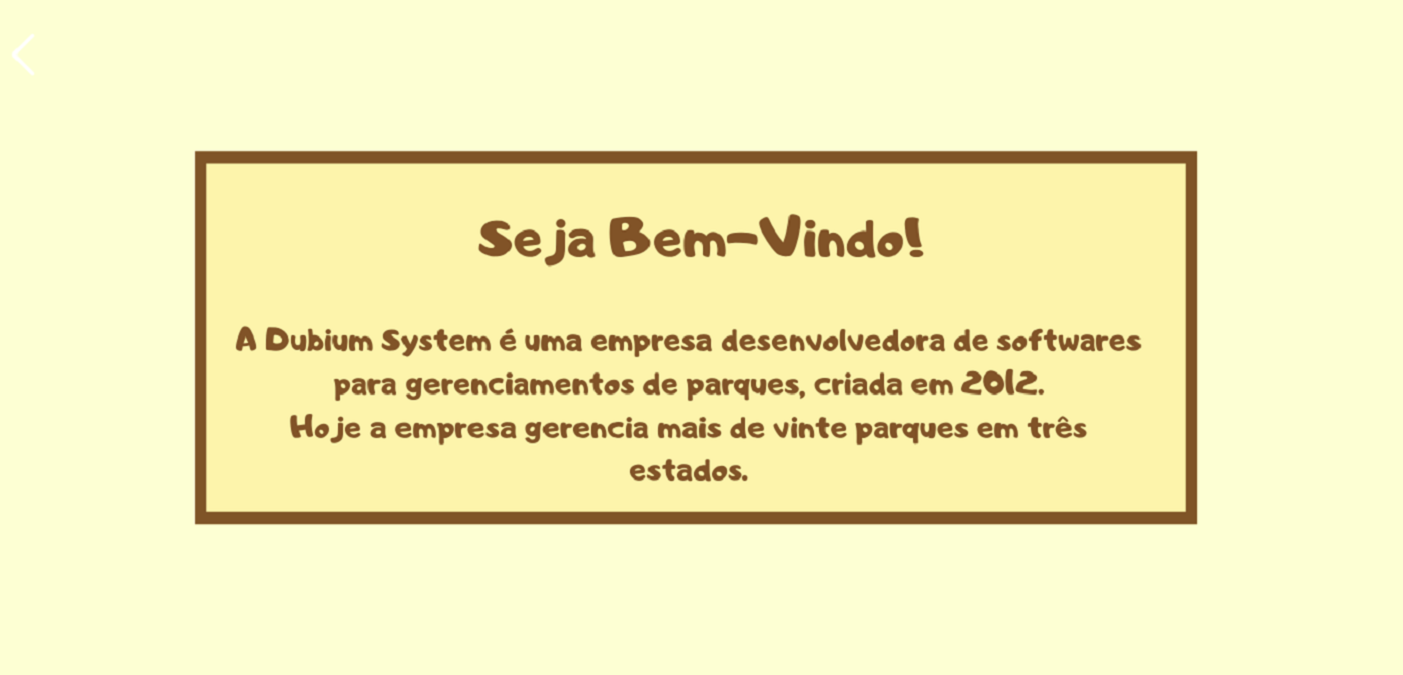 Seja Bem-Vindo!
A Dubium System é uma empresa desenvolvedora de softwares
para gerenciamentos de parques, criada em 2012.
Hoje a empresa gerencia mais de vinte parques em três
estados.